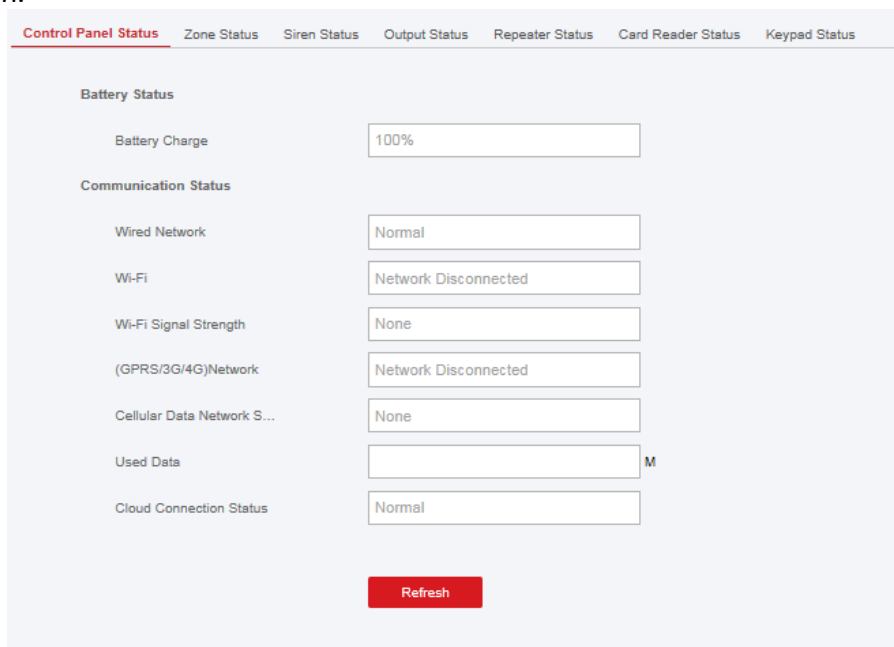 Control Panel Status Zone Status Siren Status Output Status Repeater Status Card Reader Status Keypad Status
Battery Status
Battery Charge 100%
Communication Status
Wired Network Normal
Wi-Fi Network Disconnected
Wi-Fi Signal Strength None
(GPRS/3G/4G)Network Network Disconnected
Cellular Data Network S... None
Used Data M
Cloud Connection Status Normal
Refresh